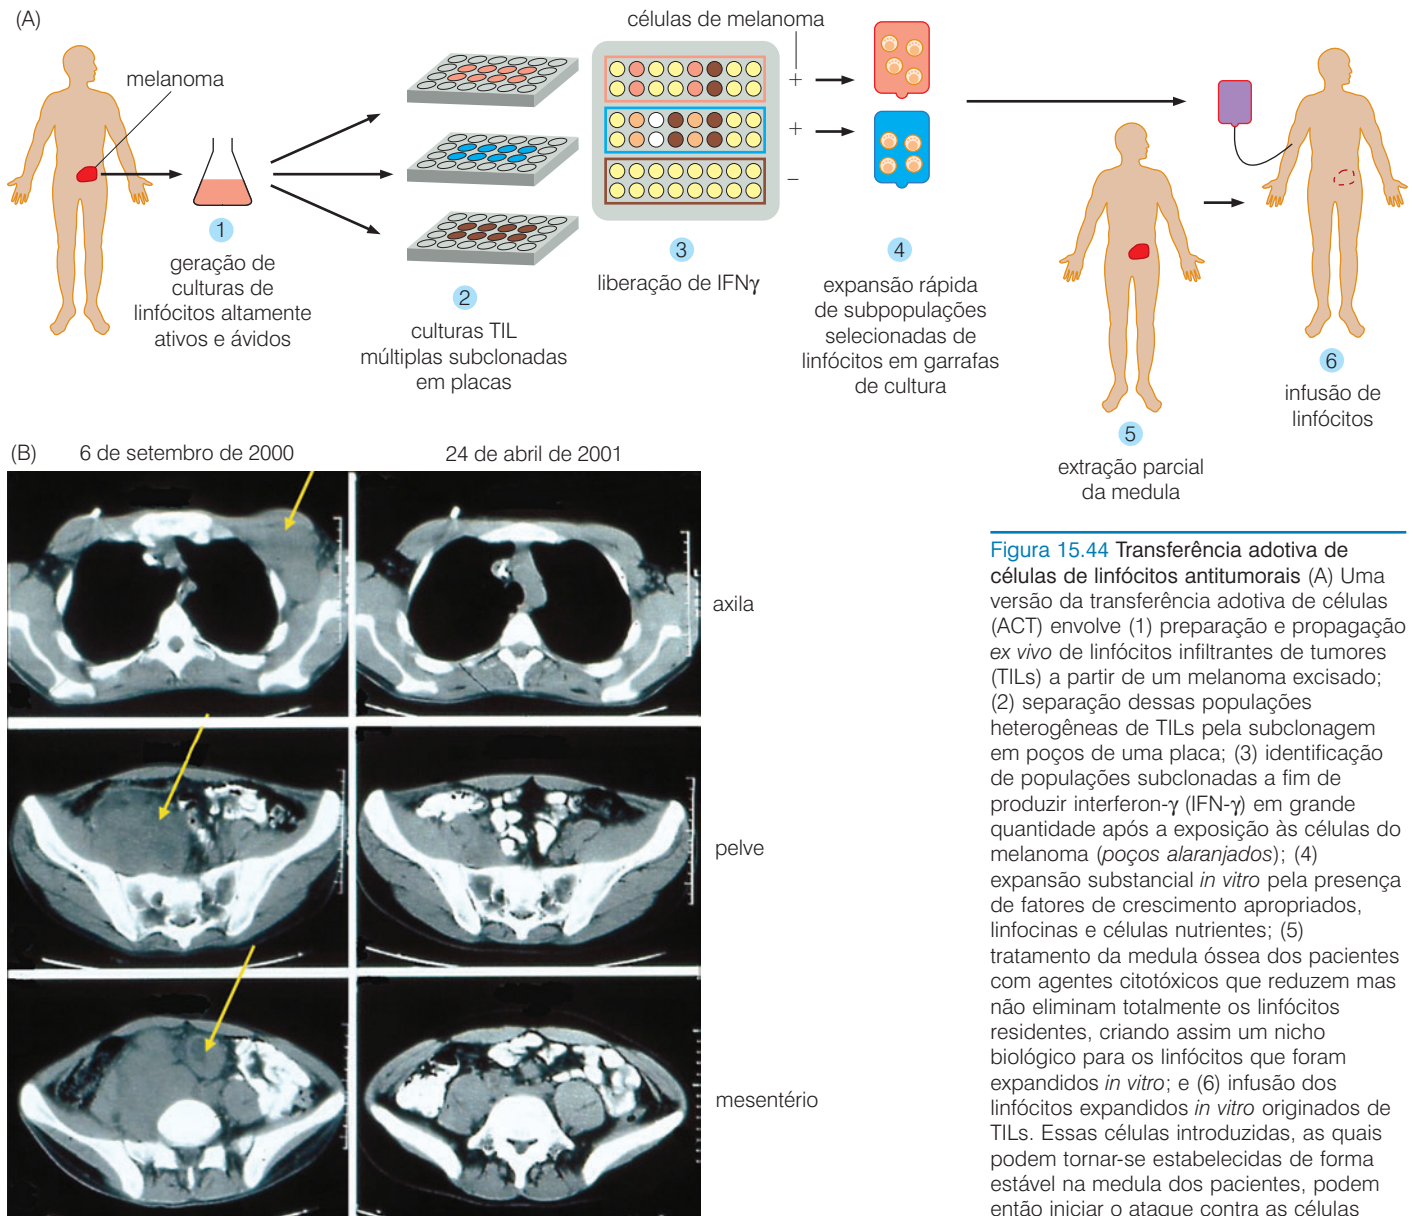 (A)
melanoma
1
geração de
culturas de
linfócitos altamente
ativos e ávidos
2
culturas TIL
múltiplas subclonadas
em placas
células de melanoma
+
+
–
3
liberação de IFNγ
4
expansão rápida
de subpopulações
selecionadas de
linfócitos em garrafas
de cultura
5
extração parcial
da medula
6
infusão de
linfócitos
(B)
6 de setembro de 2000
24 de abril de 2001
axila
pelve
mesentério
Figura 15.44 Transferência adotiva de
células de linfócitos antitumorais (A) Uma
versão da transferência adotiva de células
(ACT) envolve (1) preparação e propagação
ex vivo de linfócitos infiltrantes de tumores
(TILs) a partir de um melanoma excisado;
(2) separação dessas populações
heterogêneas de TILs pela subclonagem
em poços de uma placa; (3) identificação
de populações subclonadas a fim de
produzir interferon-γ (IFN-γ) em grande
quantidade após a exposição às células do
melanoma (poços alaranjados); (4)
expansão substancial in vitro pela presença
de fatores de crescimento apropriados,
linfocinas e células nutrientes; (5)
tratamento da medula óssea dos pacientes
com agentes citotóxicos que reduzem mas
não eliminam totalmente os linfócitos
residentes, criando assim um nicho
biológico para os linfócitos que foram
expandidos in vitro; e (6) infusão dos
linfócitos expandidos in vitro originados de
TILs. Essas células introduzidas, as quais
podem tornar-se estabelecidas de forma
estável na medula dos pacientes, podem
então iniciar o ataque contra as células